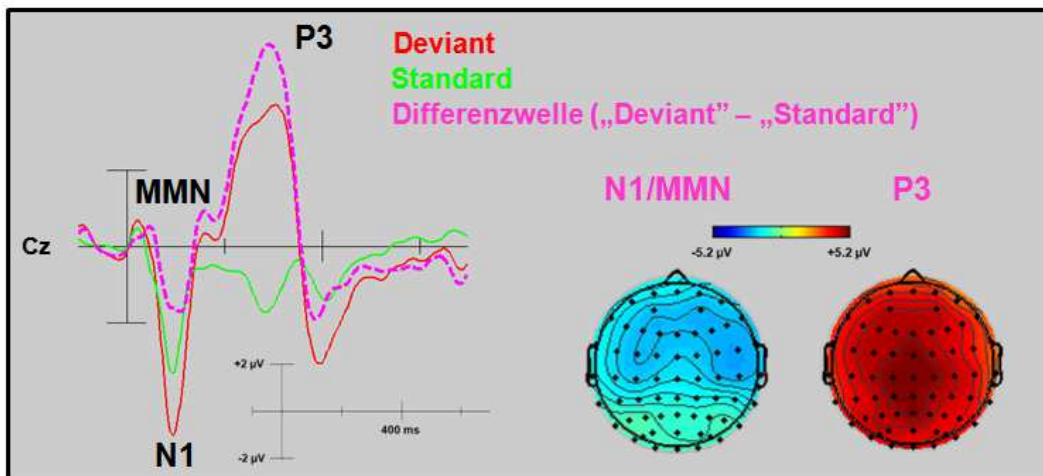 P3
Deviant
Standard
Differenzwelle („Deviant” – „Standard”)
MMN
N1/MMN
P3
Cz
-5.2 µV
+5.2 µV
+2 µV
400 ms
-2 µV
N1